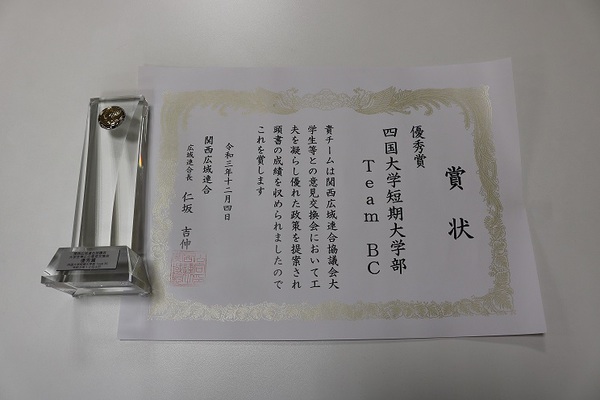 賞状
優秀賞
四国大学短期大学部
Team BC
貴チームは関西広域連合協議会大
学生等との意見交換会において工
夫を凝らし優れた政策を提案され
頭書の成績を収められましたので
これを賞します
令和三年十二月四日
関西広域連合
広域連合長 仁坂 吉伸
優秀賞